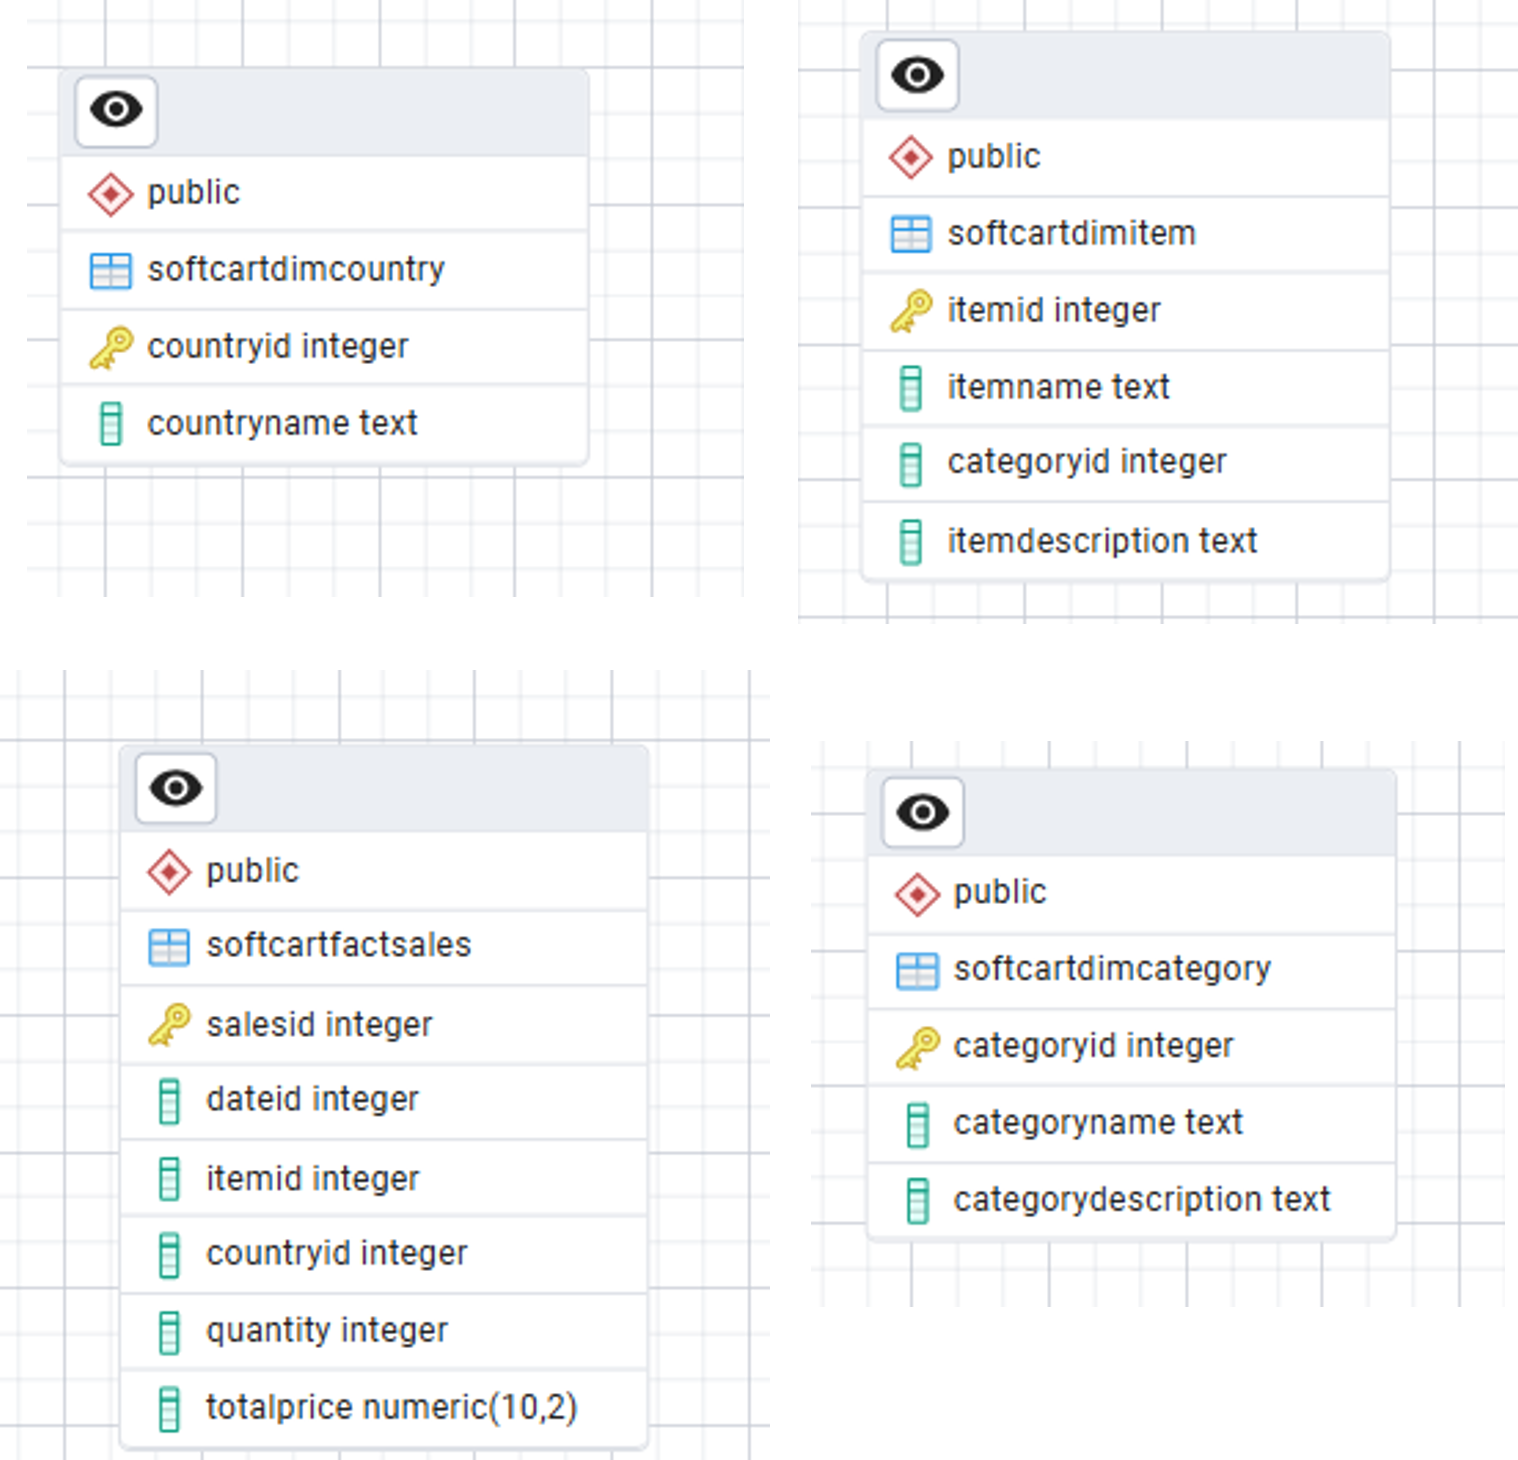 public
softcartdimcountry
countryid integer
countryname text
public
softcartdimitem
itemid integer
itemname text
categoryid integer
itemdescription text
public
softcartfactsales
salesid integer
dateid integer
itemid integer
countryid integer
quantity integer
totalprice numeric(10,2)
public
softcartdimcategory
categoryid integer
categoryname text
categorydescription text